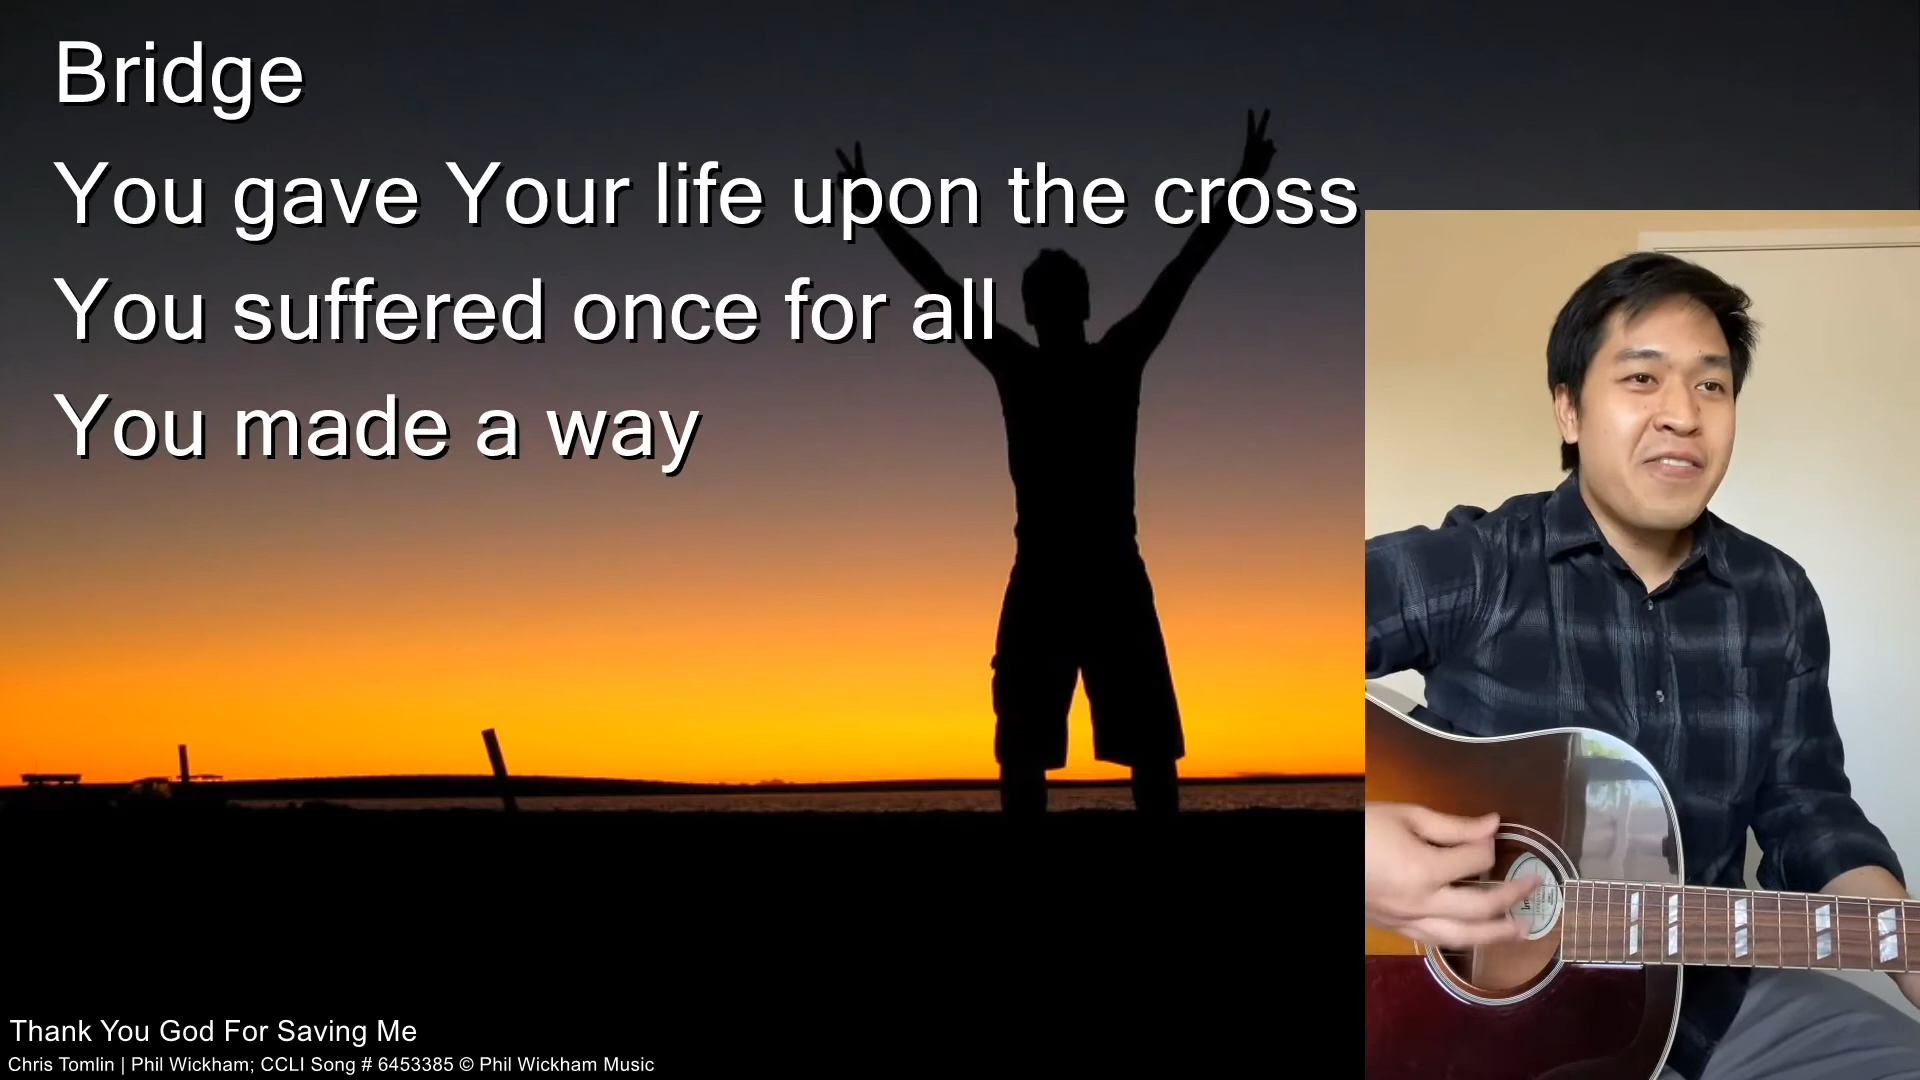 Bridge
You gave Your life upon the cross
You suffered once for all
You made a way
Thank You God For Saving Me
Chris Tomlin | Phil Wickham; CCLI Song # 6453385 © Phil Wickham Music